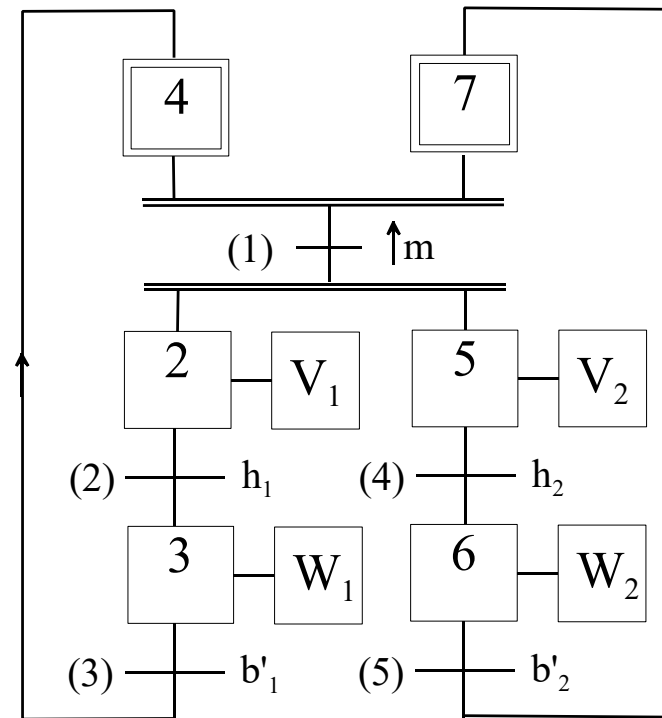 4 7
(1) ↑m
2 V₁ 5 V₂
(2) h₁ (4) h₂
3 W₁ 6 W₂
(3) b'₁ (5) b'₂